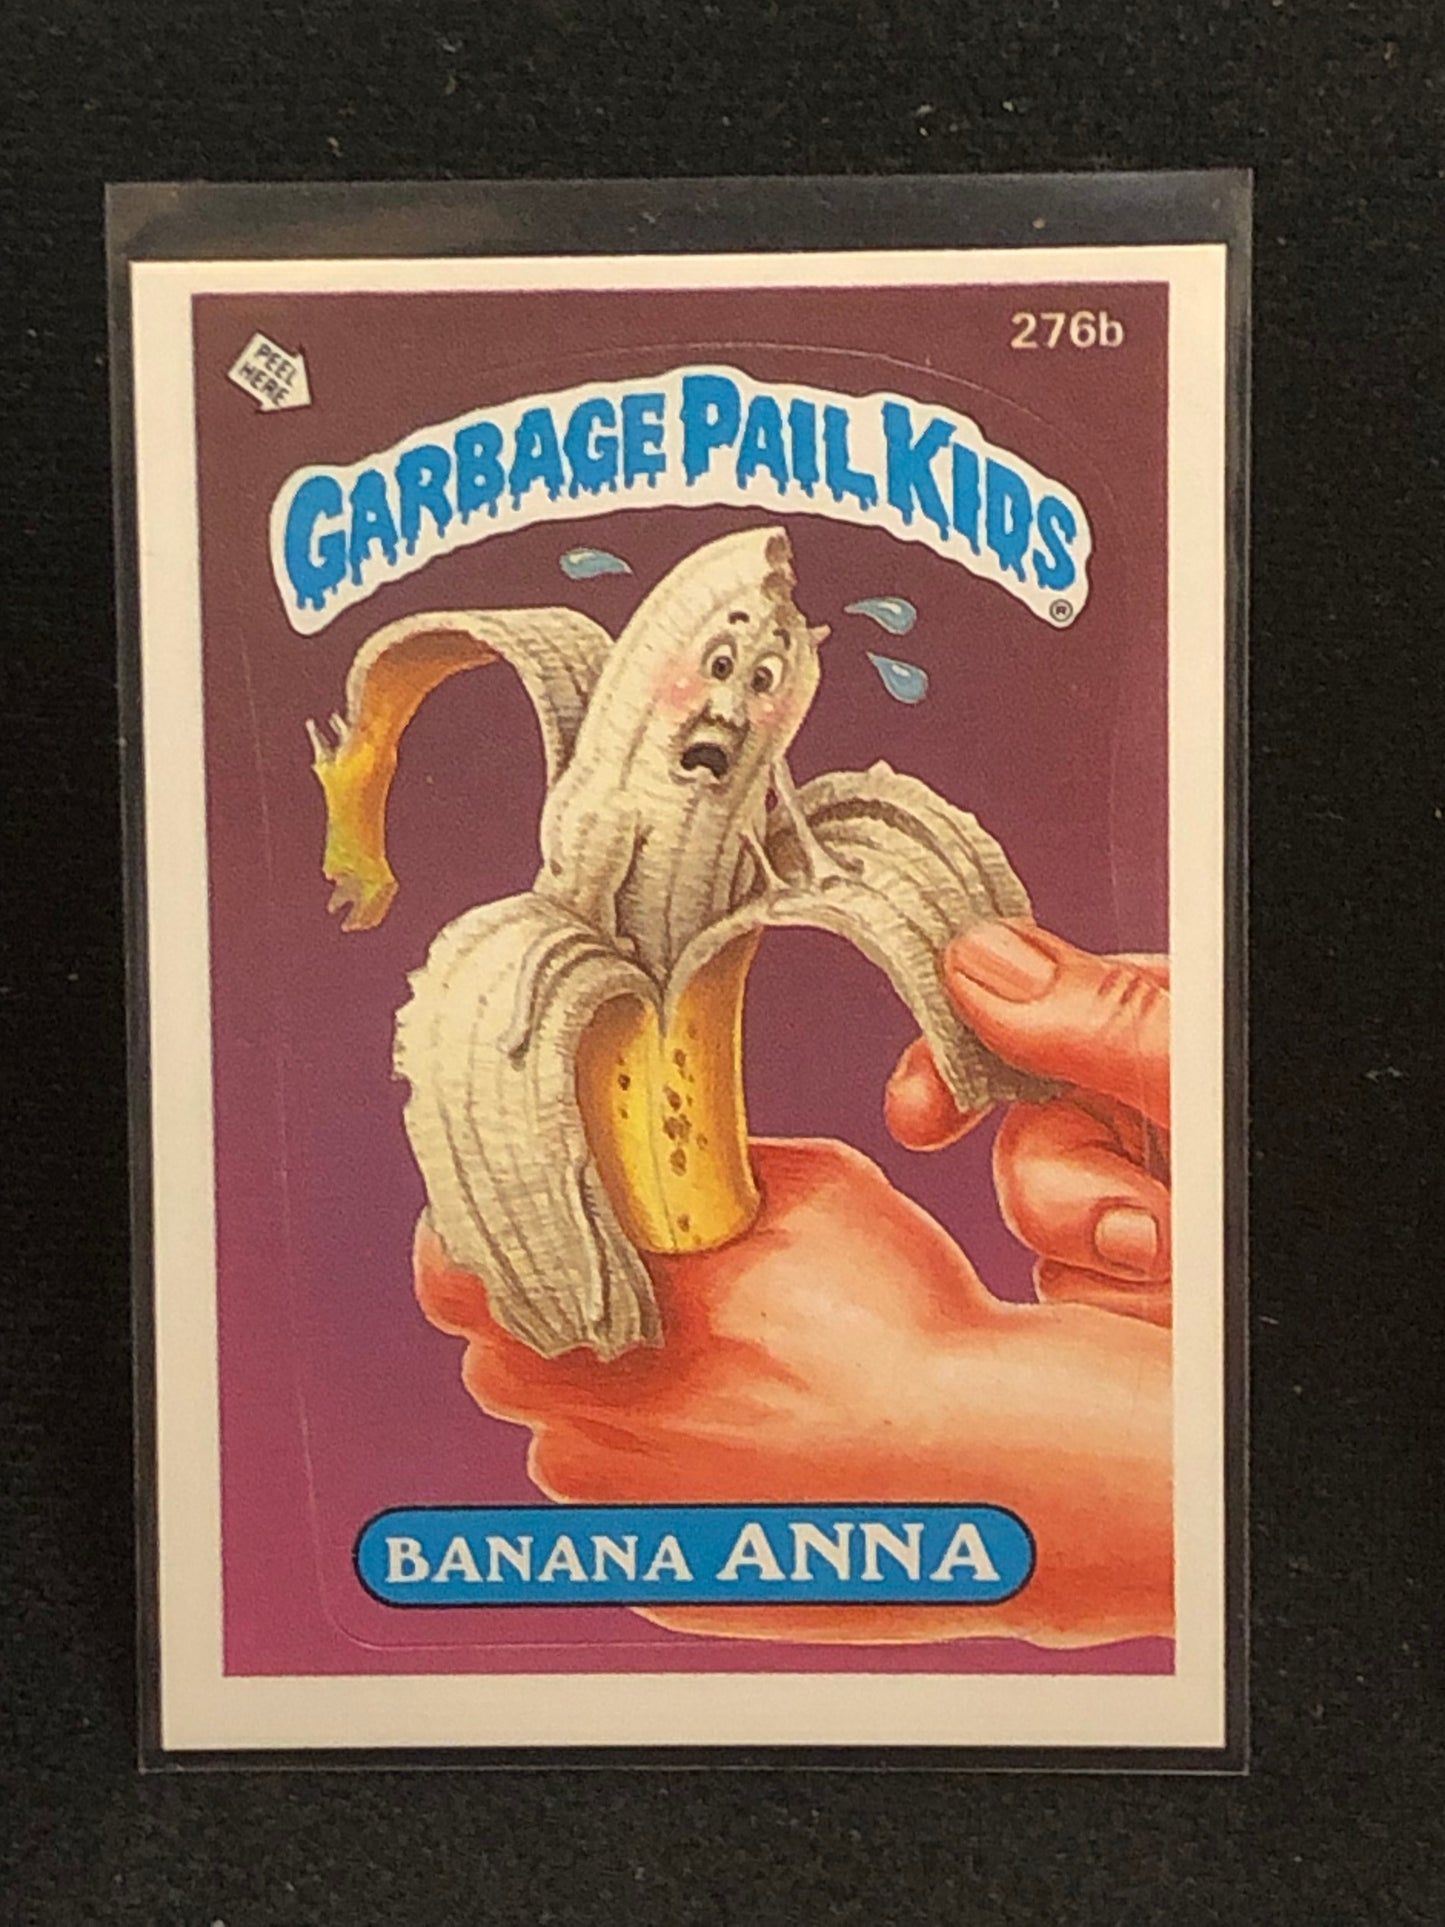 276b
PEEL
HERE
GARBAGE PAIL KIDS
®
BANANA ANNA